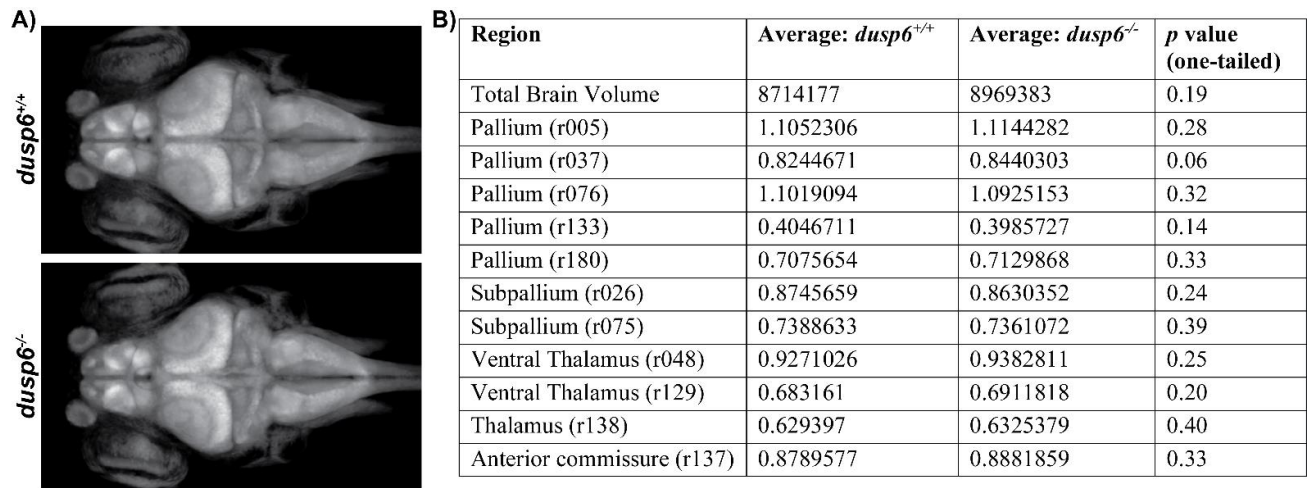 A)
dusp6+/+
dusp6-/-
B)
Region Average: dusp6+/+ Average: dusp6-/- p value (one-tailed)
Total Brain Volume 8714177 8969383 0.19
Pallium (r005) 1.1052306 1.1144282 0.28
Pallium (r037) 0.8244671 0.8440303 0.06
Pallium (r076) 1.1019094 1.0925153 0.32
Pallium (r133) 0.4046711 0.3985727 0.14
Pallium (r180) 0.7075654 0.7129868 0.33
Subpallium (r026) 0.8745659 0.8630352 0.24
Subpallium (r075) 0.7388633 0.7361072 0.39
Ventral Thalamus (r048) 0.9271026 0.9382811 0.25
Ventral Thalamus (r129) 0.683161 0.6911818 0.20
Thalamus (r138) 0.629397 0.6325379 0.40
Anterior commissure (r137) 0.8789577 0.8881859 0.33